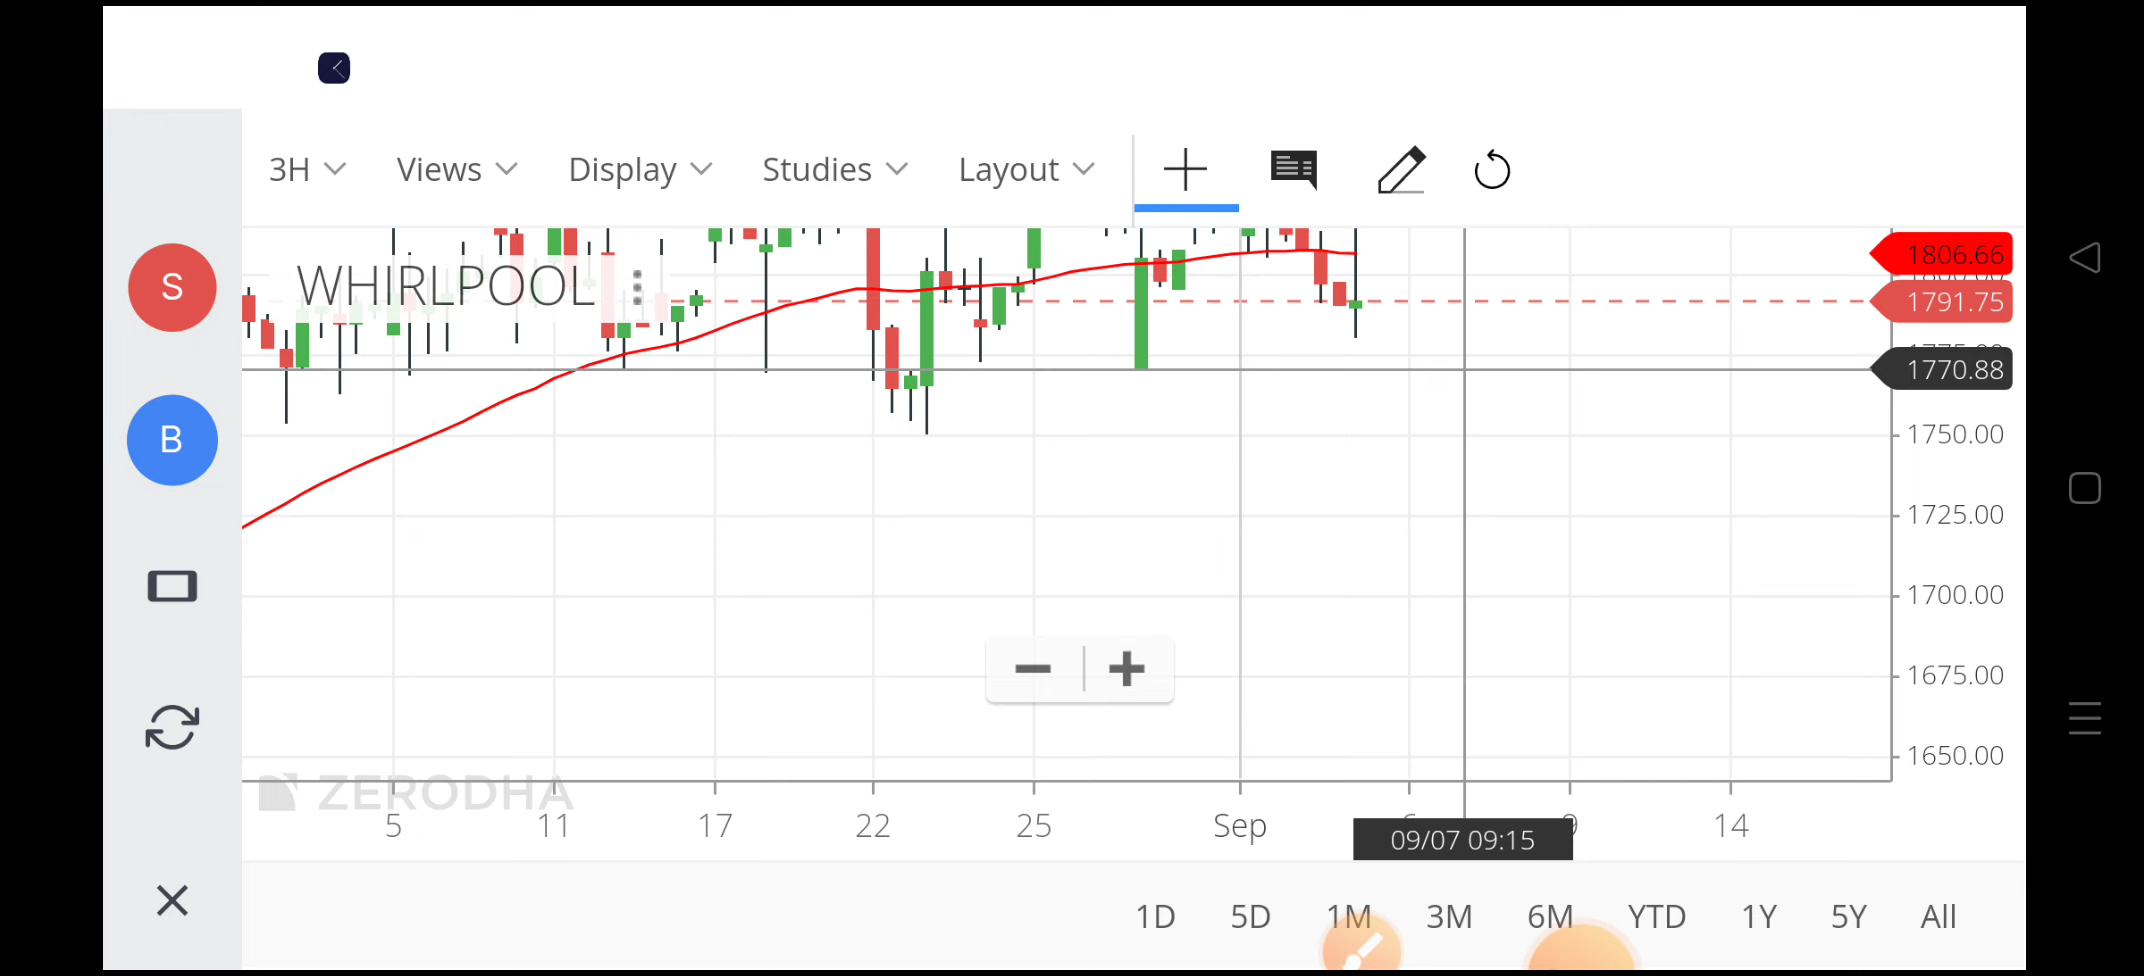 3H Views Display Studies Layout
S
WHIRLPOOL
1806.66
1791.75
1770.88
B
1750.00
1725.00
1700.00
1675.00
1650.00
ZERODHA
5 11 17 22 25 Sep 9 14
09/07 09:15
1D 5D 1M 3M 6M YTD 1Y 5Y All